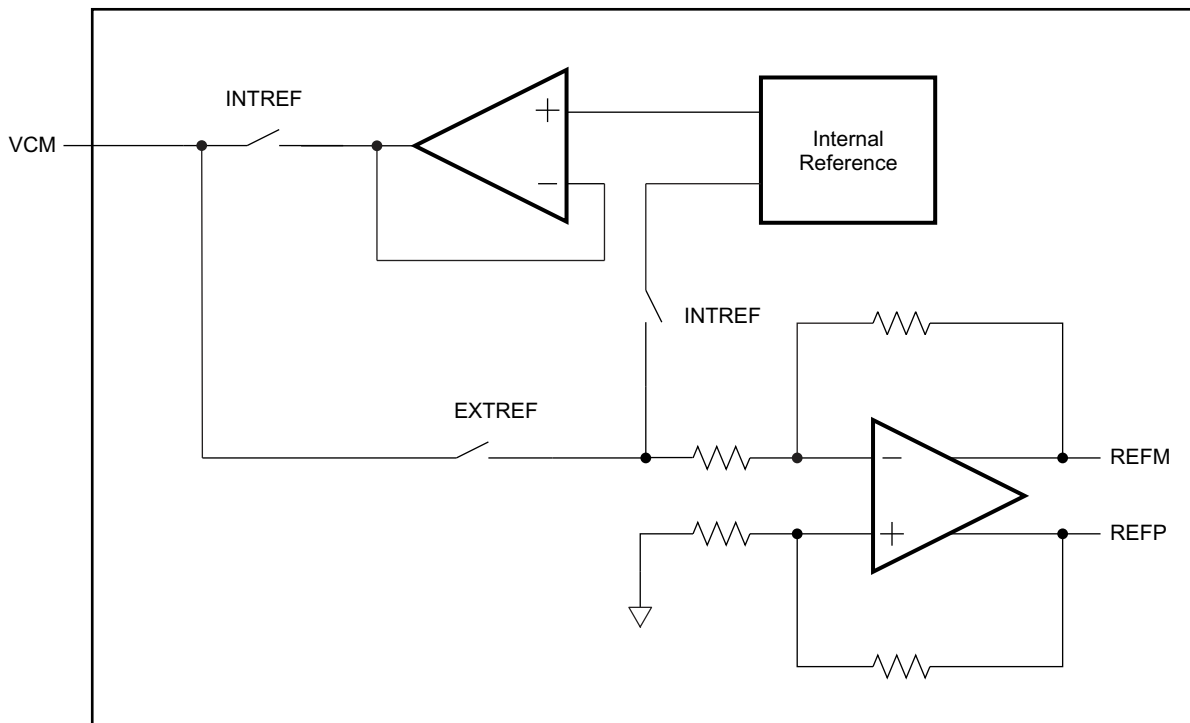 INTREF
VCM
+
−
Internal
Reference
INTREF
EXTREF
−
REFM
+
REFP